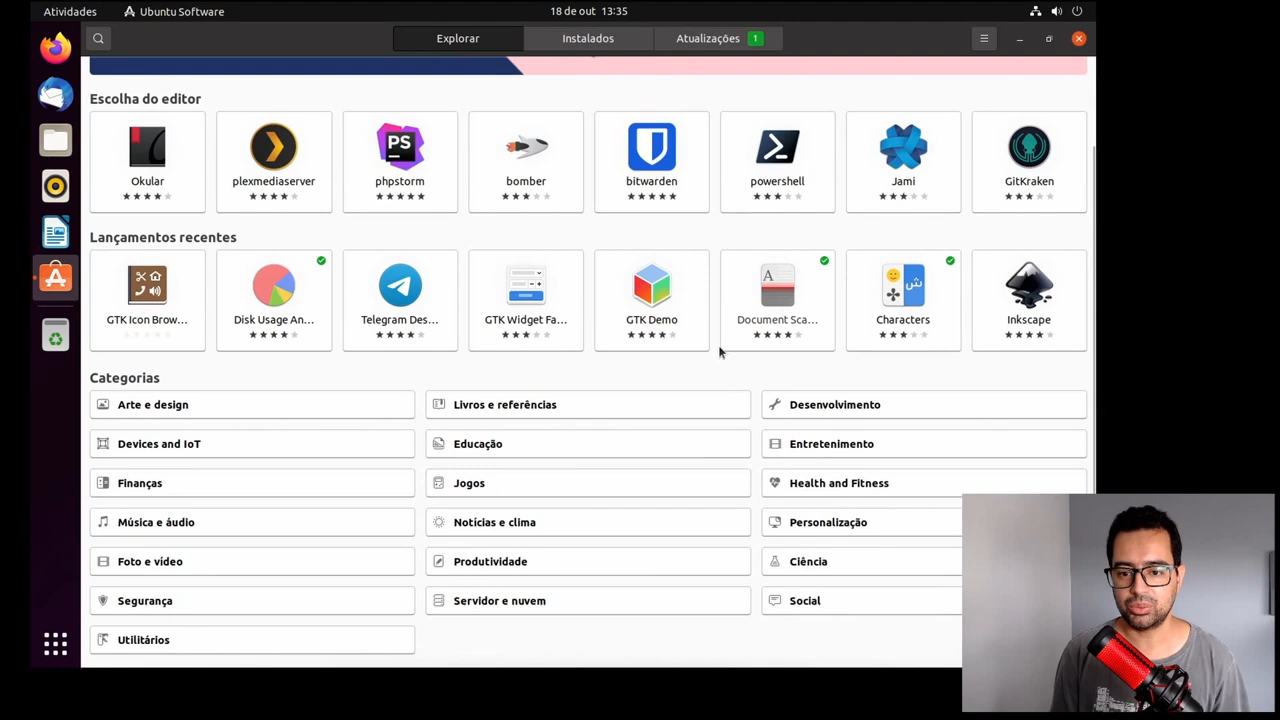 Atividades Ubuntu Software 18 de out 13:35
Explorar Instalados Atualizações 1
Escolha do editor
Okular plexmediaserver phpstorm bomber bitwarden powershell Jami GitKraken
Lançamentos recentes
GTK Icon Brow... Disk Usage An... Telegram Des... GTK Widget Fa... GTK Demo Document Sca... Characters Inkscape
Categorias
Arte e design Livros e referências Desenvolvimento
Devices and IoT Educação Entretenimento
Finanças Jogos Health and Fitness
Música e áudio Notícias e clima Personalização
Foto e vídeo Produtividade Ciência
Segurança Servidor e nuvem Social
Utilitários